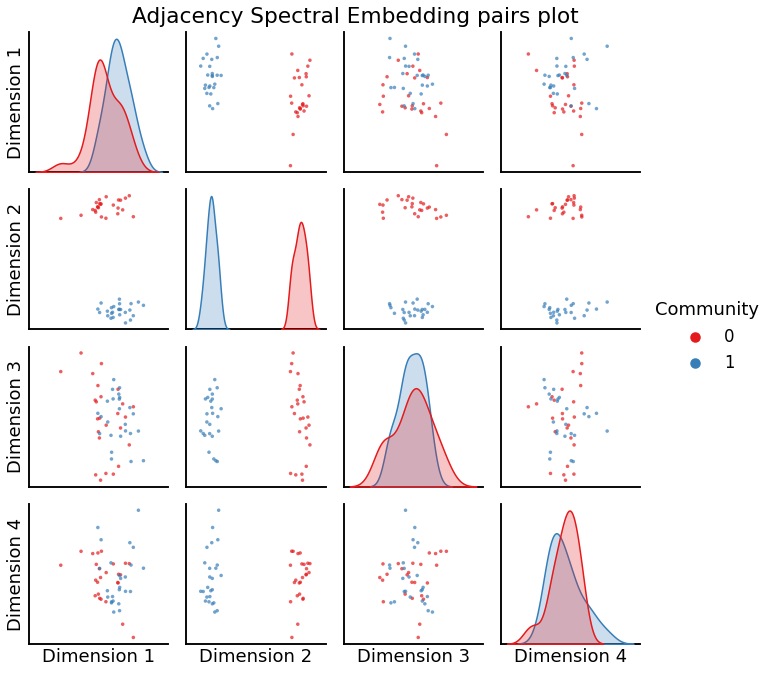 Adjacency Spectral Embedding pairs plot
Dimension 1
Dimension 2
Dimension 3
Dimension 4
Community
0
1
Dimension 1
Dimension 2
Dimension 3
Dimension 4